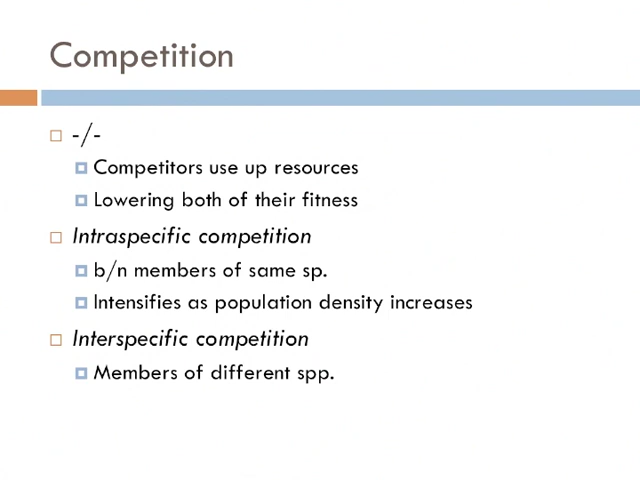 Competition
-/-
Competitors use up resources
Lowering both of their fitness
Intraspecific competition
b/n members of same sp.
Intensifies as population density increases
Interspecific competition
Members of different spp.